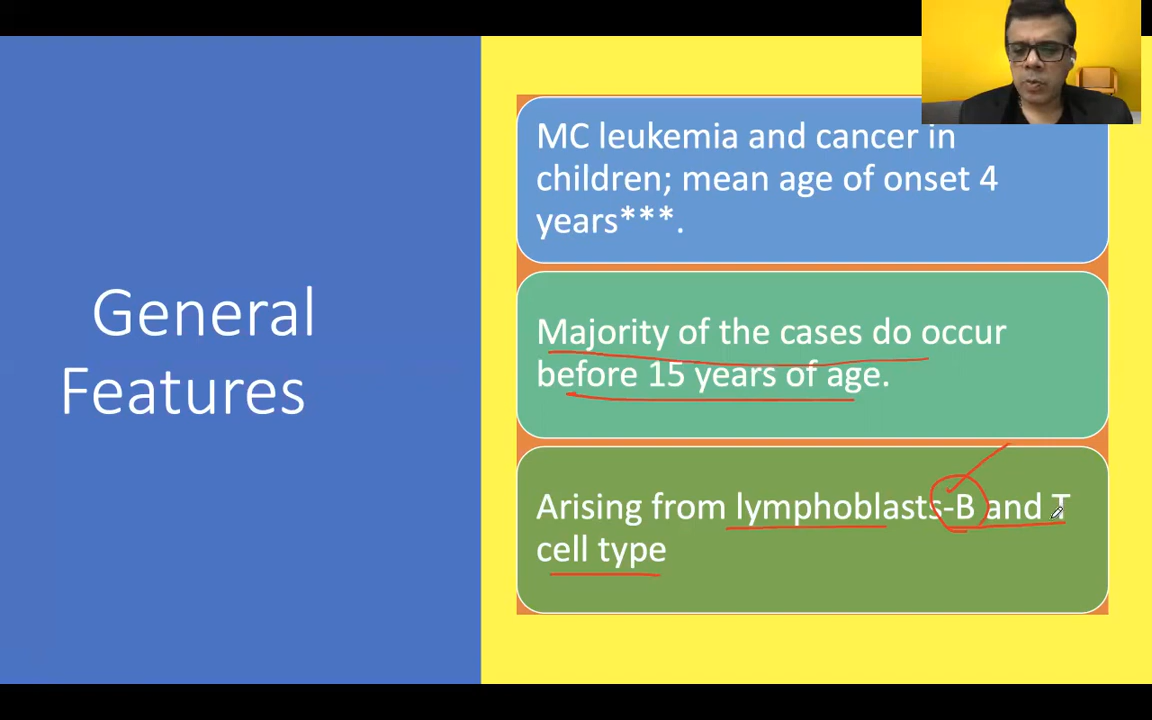 General
Features
MC leukemia and cancer in
children; mean age of onset 4
years***.
Majority of the cases do occur
before 15 years of age.
Arising from lymphoblasts-B and T
cell type